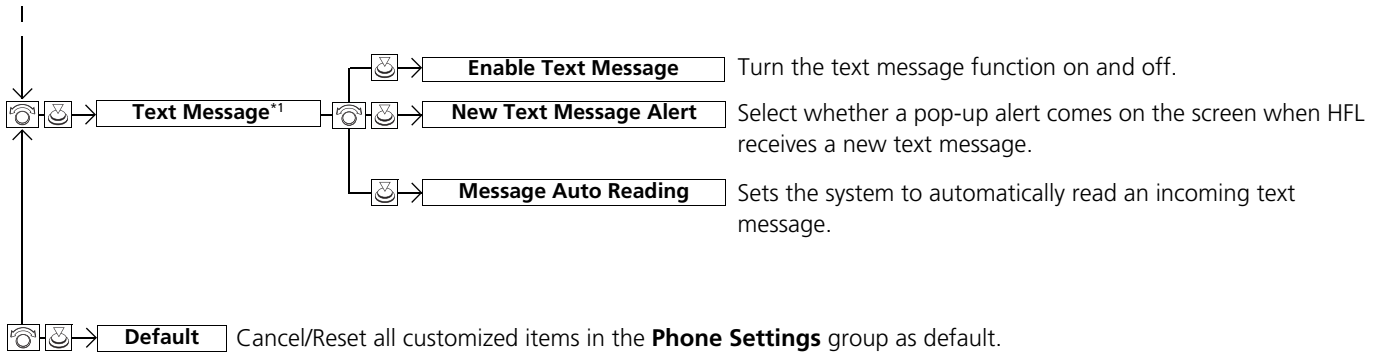 Enable Text Message Turn the text message function on and off.
Text Message*1 New Text Message Alert Select whether a pop-up alert comes on the screen when HFL
receives a new text message.
Message Auto Reading Sets the system to automatically read an incoming text
message.
Default Cancel/Reset all customized items in the Phone Settings group as default.